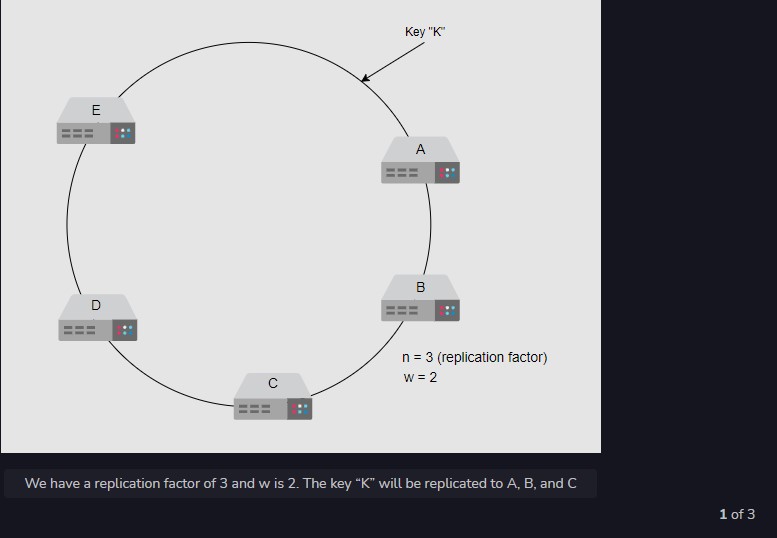 Key "K"
E
A
B
D
n = 3 (replication factor)
w = 2
C
We have a replication factor of 3 and w is 2. The key “K” will be replicated to A, B, and C
1 of 3